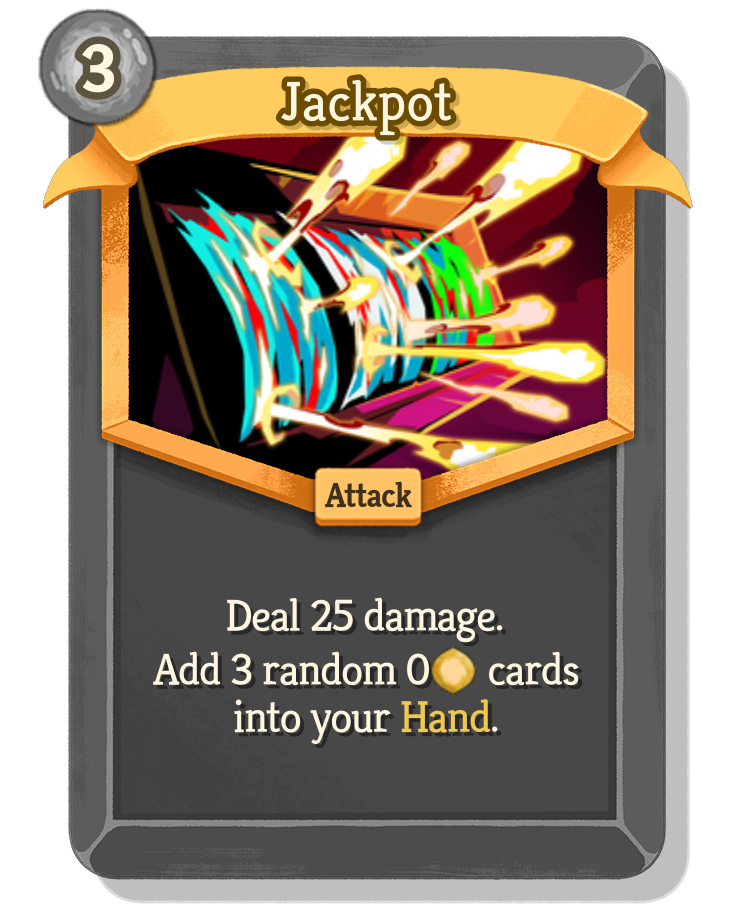 3
Jackpot
Attack
Deal 25 damage.
Add 3 random 0 cards
into your Hand.